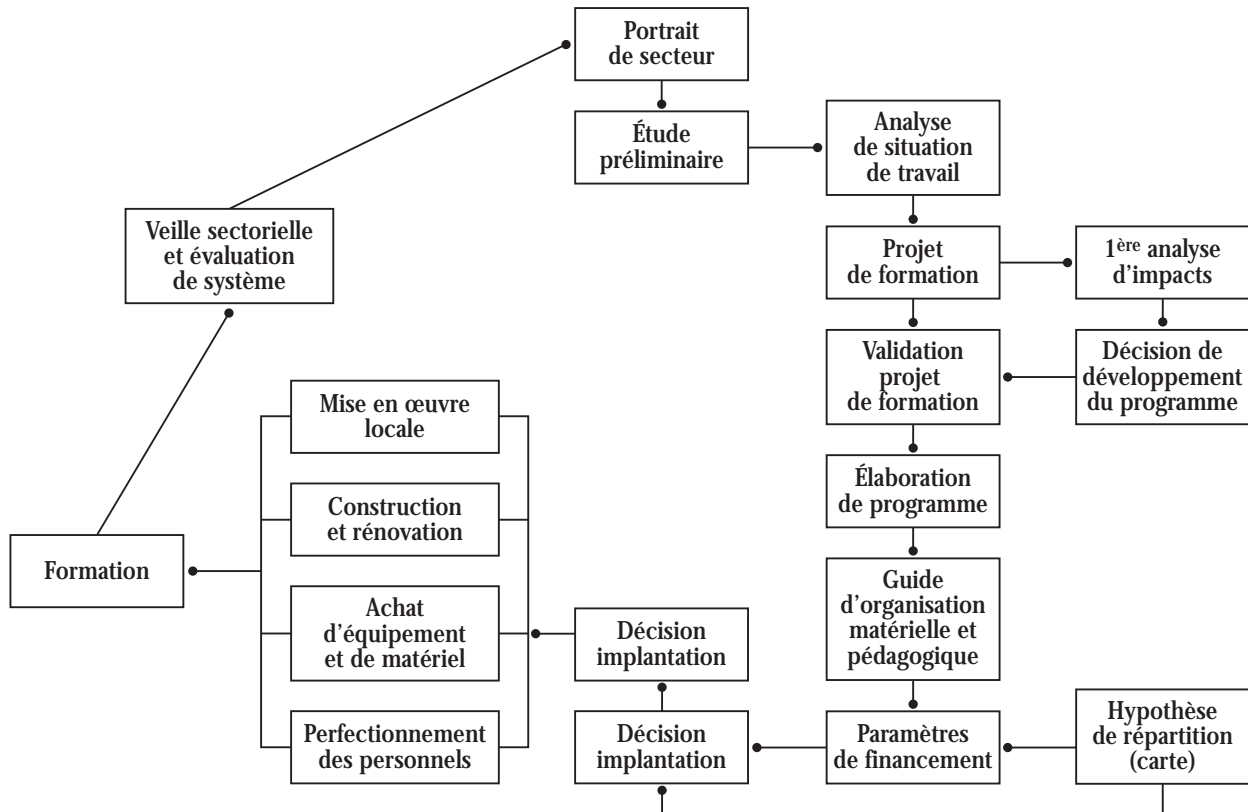 Portrait
de secteur
Étude
préliminaire
Analyse
de situation
de travail
Veille sectorielle
et évaluation
de système
Projet
de formation
1ère analyse
d'impacts
Validation
projet
de formation
Décision de
développement
du programme
Mise en œuvre
locale
Élaboration
de programme
Construction
et rénovation
Formation
Guide
d'organisation
matérielle et
pédagogique
Achat
d'équipement
et de matériel
Décision
implantation
Perfectionnement
des personnels
Décision
implantation
Paramètres
de financement
Hypothèse
de répartition
(carte)